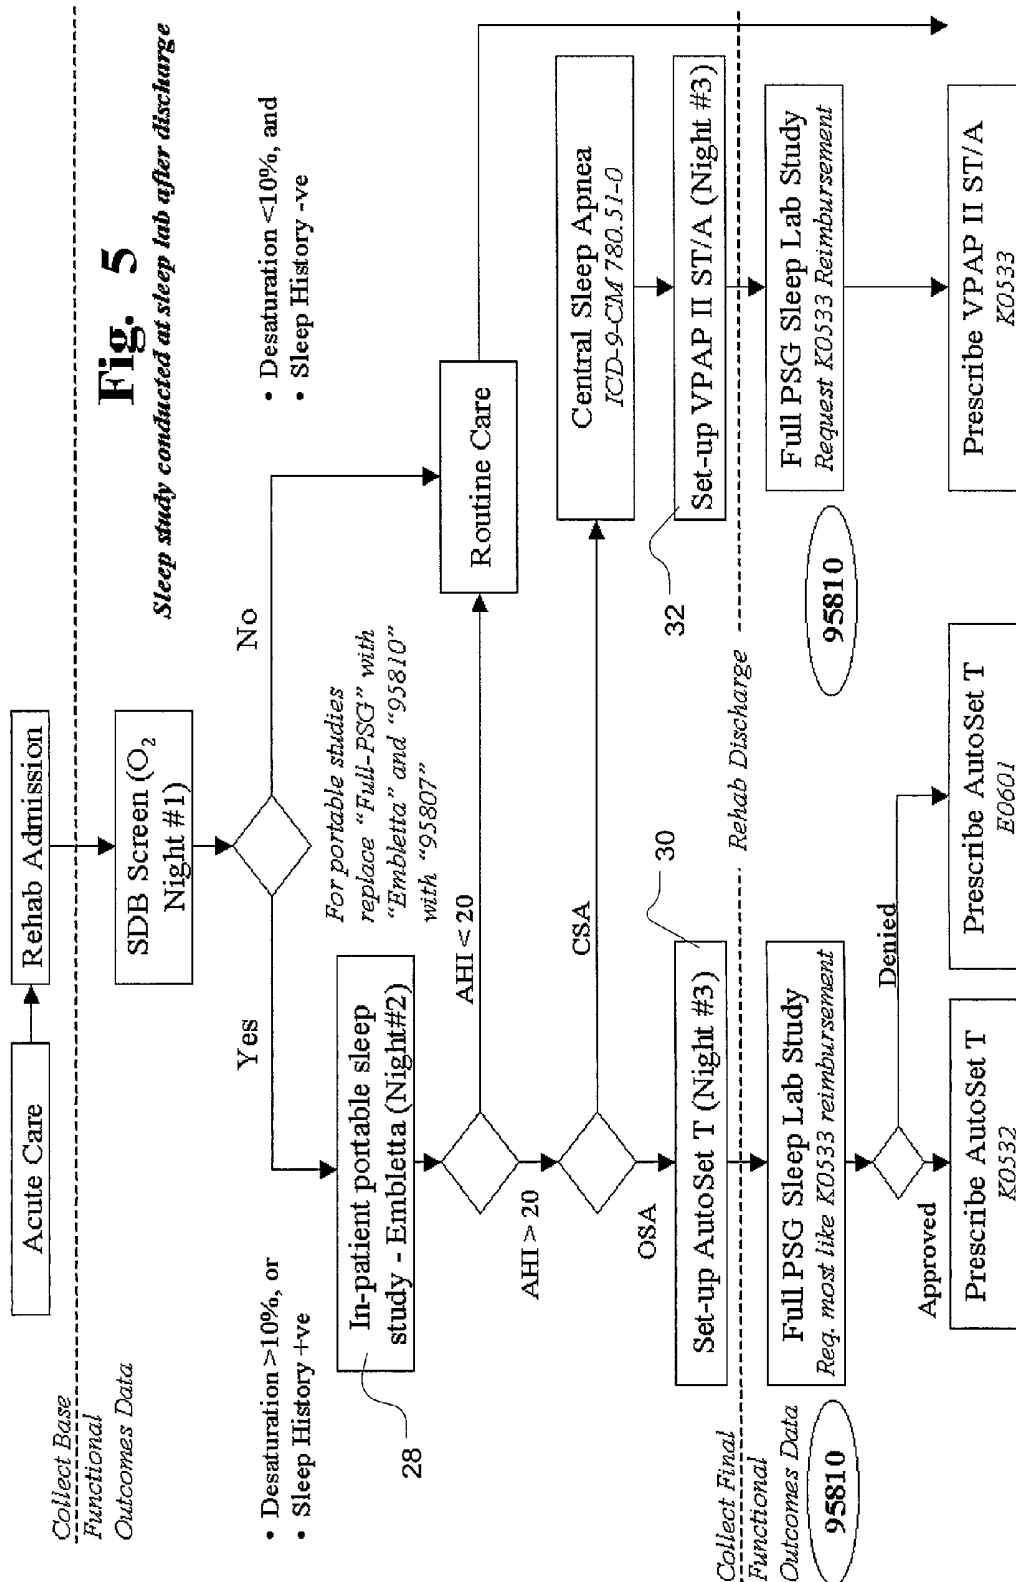 Fig. 5
Sleep study conducted at sleep lab after discharge
Acute Care
Rehab Admission
Collect Base
Functional
Outcomes Data
SDB Screen (O2
Night #1)
Yes
No
• Desaturation >10%, or
• Sleep History +ve
• Desaturation <10%, and
• Sleep History -ve
28
In-patient portable sleep
study - Embletta (Night#2)
For portable studies
replace "Full-PSG" with
"Embletta" and "95810"
with "95807"
Routine Care
AHI < 20
AHI > 20
CSA
OSA
Central Sleep Apnea
ICD-9-CM 780.51-0
30
Set-up AutoSet T (Night #3)
32
Set-up VPAP II ST/A (Night #3)
Collect Final
Functional
Outcomes Data
Rehab Discharge
95810
Full PSG Sleep Lab Study
Req. most like K0533 reimbursement
95810
Full PSG Sleep Lab Study
Request K0533 Reimbursement
Approved
Denied
Prescribe AutoSet T
K0532
Prescribe AutoSet T
E0601
Prescribe VPAP II ST/A
K0533